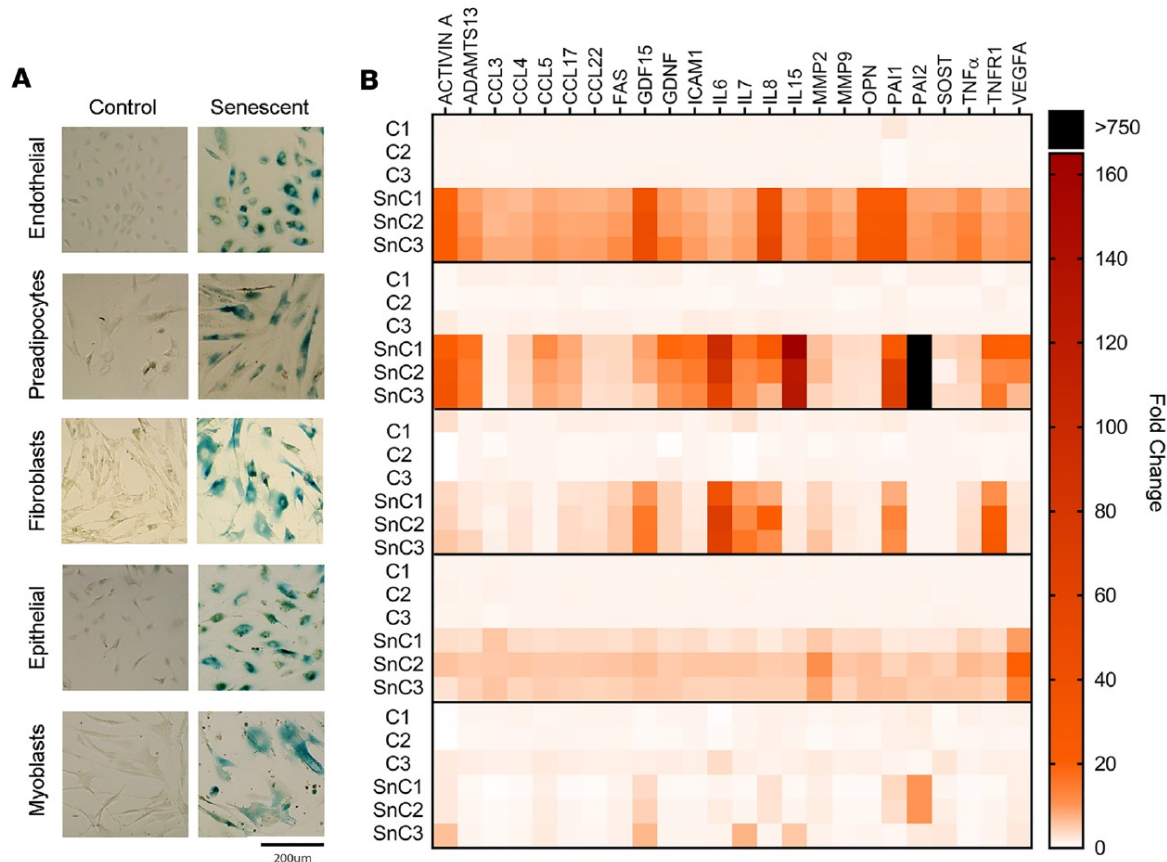 A
Control
Senescent
Endothelial
Preadipocytes
Fibroblasts
Epithelial
Myoblasts
200um
B
ACTIVIN A
ADAMTS13
CCL3
CCL4
CCL5
CCL17
CCL22
FAS
GDF15
GDNF
ICAM1
IL6
IL7
IL8
IL15
MMP2
MMP9
OPN
PAI1
PAI2
SOST
TNFα
TNFR1
VEGFA
C1
C2
C3
SnC1
SnC2
SnC3
C1
C2
C3
SnC1
SnC2
SnC3
C1
C2
C3
SnC1
SnC2
SnC3
C1
C2
C3
SnC1
SnC2
SnC3
C1
C2
C3
SnC1
SnC2
SnC3
>750
160
140
120
100
80
60
40
20
0
Fold Change